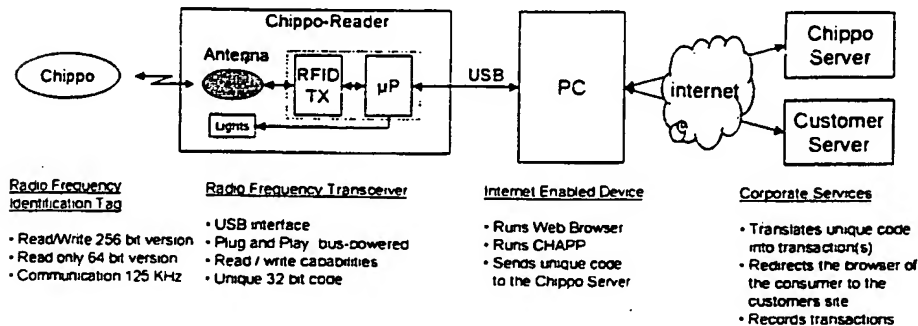 Chippo-Reader
Antenna
Chippo
RFID
TX
µP
Lights
USB
PC
internet
Chippo
Server
Customer
Server
Radio Frequency
Identification Tag
• Read/Write 256 bit version
• Read only 64 bit version
• Communication 125 KHz
Radio Frequency Transceiver
• USB interface
• Plug and Play bus-powered
• Read / write capabilities
• Unique 32 bit code
Internet Enabled Device
• Runs Web Browser
• Runs CHAPP
• Sends unique code
to the Chippo Server
Corporate Services
• Translates unique code
into transaction(s)
• Redirects the browser of
the consumer to the
customers site
• Records transactions